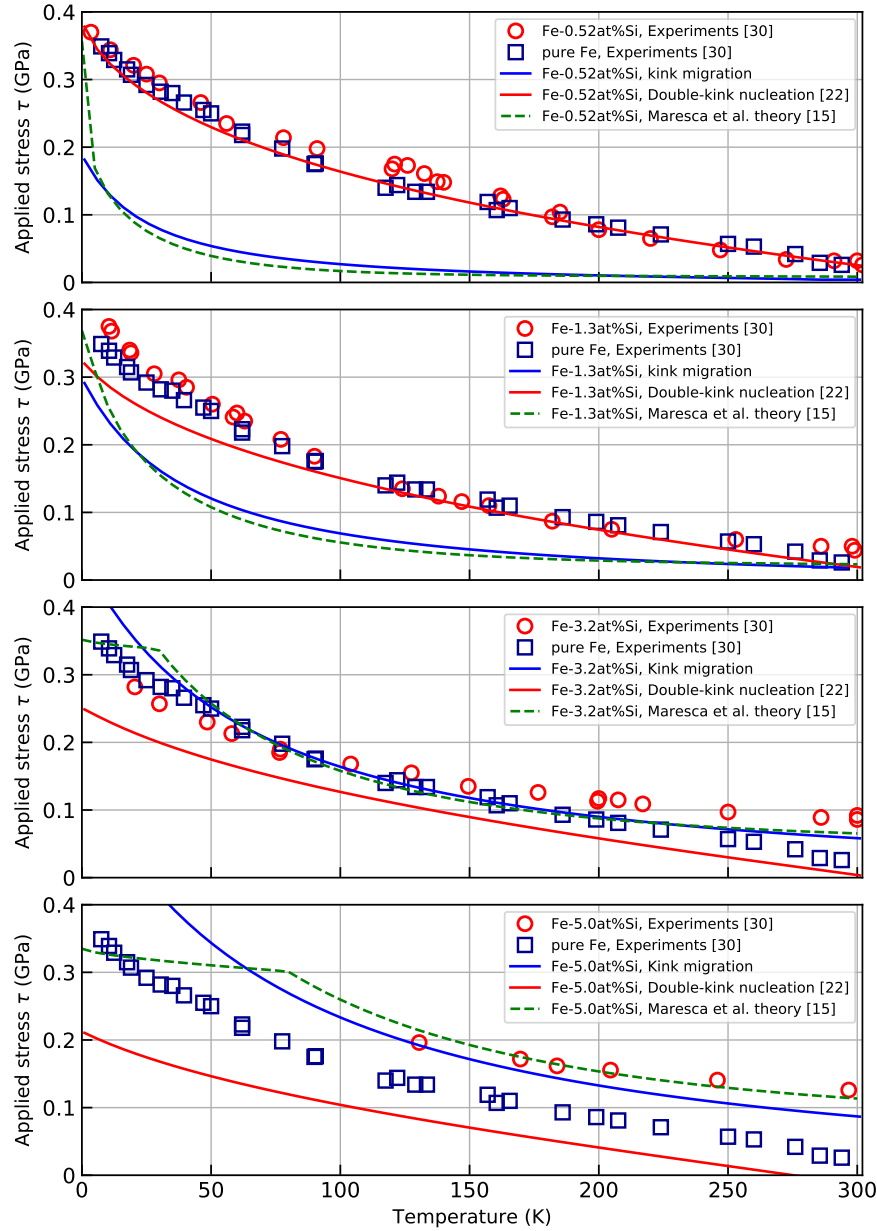 0.4
0.3
0.2
0.1
0
Applied stress τ (GPa)
Fe-0.52at%Si, Experiments [30]
pure Fe, Experiments [30]
Fe-0.52at%Si, kink migration
Fe-0.52at%Si, Double-kink nucleation [22]
Fe-0.52at%Si, Maresca et al. theory [15]
0.4
0.3
0.2
0.1
0
Applied stress τ (GPa)
Fe-1.3at%Si, Experiments [30]
pure Fe, Experiments [30]
Fe-1.3at%Si, kink migration
Fe-1.3at%Si, Double-kink nucleation [22]
Fe-1.3at%Si, Maresca et al. theory [15]
0.4
0.3
0.2
0.1
0
Applied stress τ (GPa)
Fe-3.2at%Si, Experiments [30]
pure Fe, Experiments [30]
Fe-3.2at%Si, Kink migration
Fe-3.2at%Si, Double-kink nucleation [22]
Fe-3.2at%Si, Maresca et al. theory [15]
0.4
0.3
0.2
0.1
0
Applied stress τ (GPa)
Fe-5.0at%Si, Experiments [30]
pure Fe, Experiments [30]
Fe-5.0at%Si, Kink migration
Fe-5.0at%Si, Double-kink nucleation [22]
Fe-5.0at%Si, Maresca et al. theory [15]
0 50 100 150 200 250 300
Temperature (K)